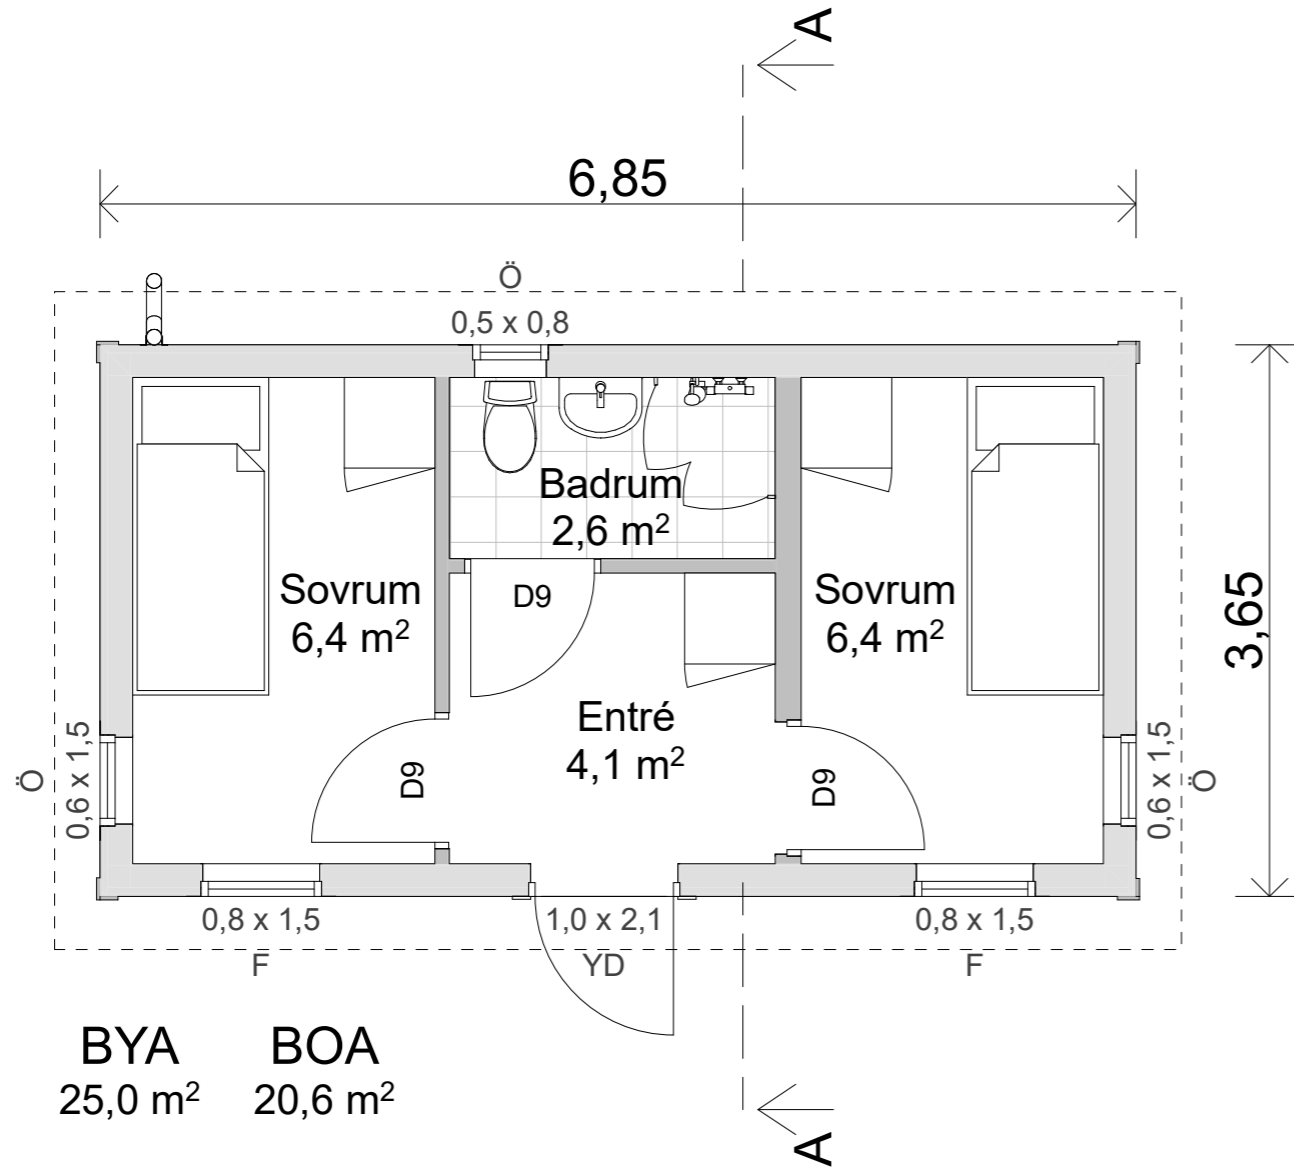 A
6,85
Ö
0,5 x 0,8
Badrum
2,6 m²
Sovrum
6,4 m²
D9
Sovrum
6,4 m²
3,65
Entré
4,1 m²
Ö
0,6 x 1,5
D9
D9
0,6 x 1,5
Ö
0,8 x 1,5
1,0 x 2,1
0,8 x 1,5
F
YD
F
BYA
BOA
25,0 m²
20,6 m²
A